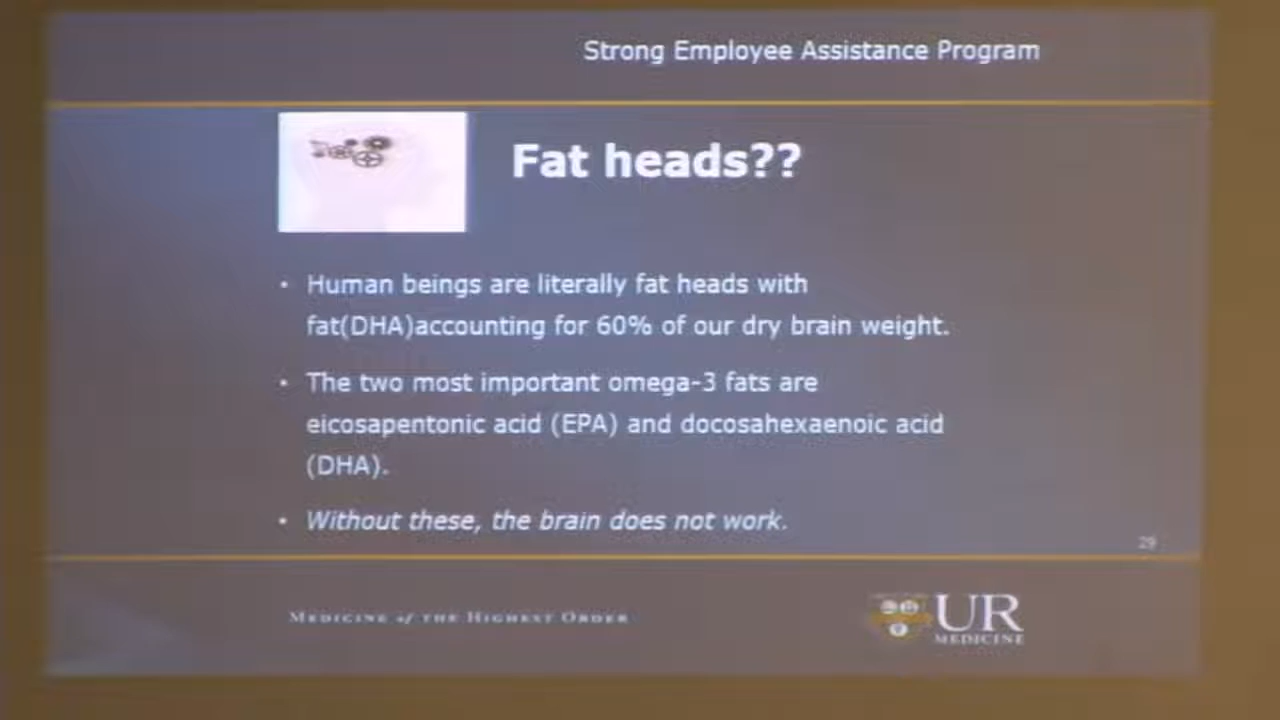 Strong Employee Assistance Program
Fat heads??
• Human beings are literally fat heads with
fat(DHA)accounting for 60% of our dry brain weight.
• The two most important omega-3 fats are
eicosapentonic acid (EPA) and docosahexaenoic acid
(DHA).
• Without these, the brain does not work.
29
MEDICINE of THE HIGHEST ORDER
UR
MEDICINE